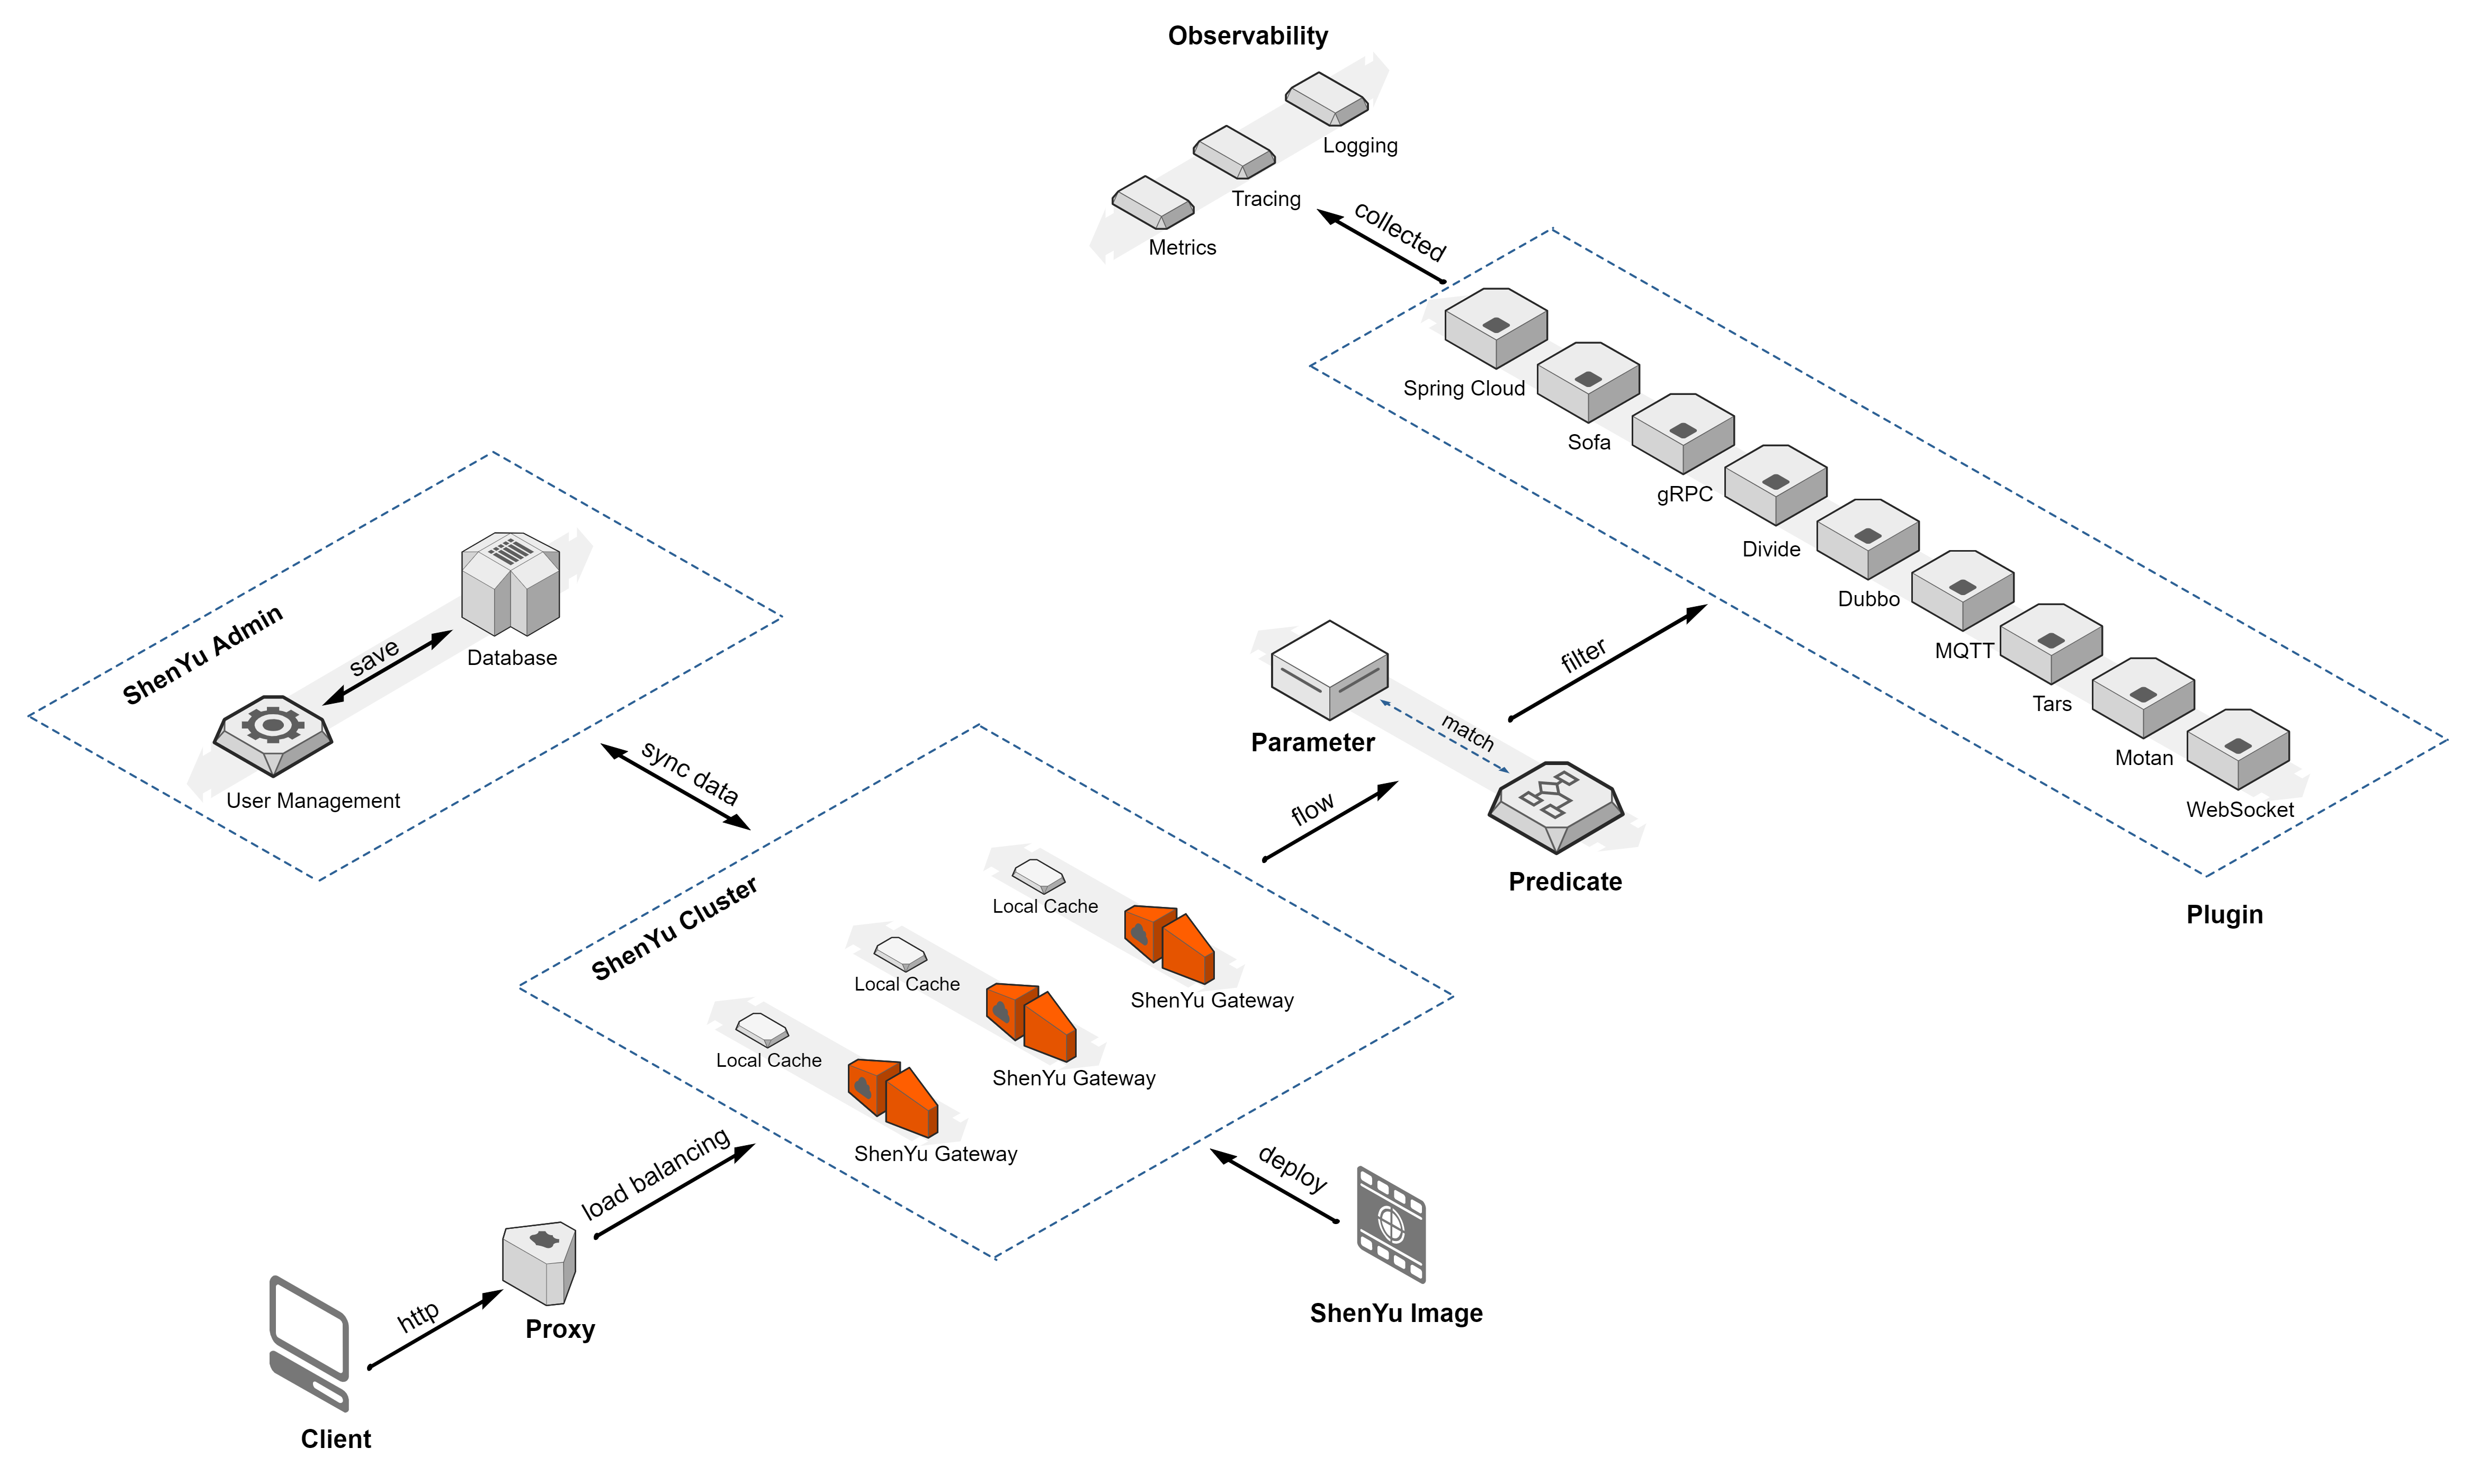 Observability
Logging
Tracing
Metrics
collected
Spring Cloud
Sofa
gRPC
Divide
Dubbo
MQTT
Tars
Motan
WebSocket
Plugin
ShenYu Admin
save
Database
User Management
sync data
filter
Parameter
match
flow
Predicate
ShenYu Cluster
Local Cache
ShenYu Gateway
Local Cache
ShenYu Gateway
Local Cache
ShenYu Gateway
load balancing
deploy
ShenYu Image
http
Proxy
Client